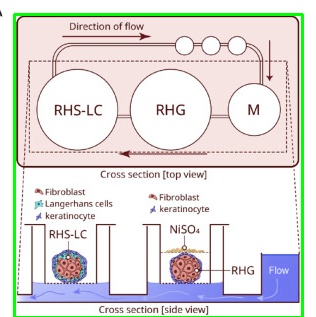 Direction of flow
RHS-LC
RHG
M
Cross section [top view]
Fibroblast
Langerhans cells
keratinocyte
Fibroblast
keratinocyte
RHS-LC
NiSO₄
RHG
Flow
Cross section [side view]